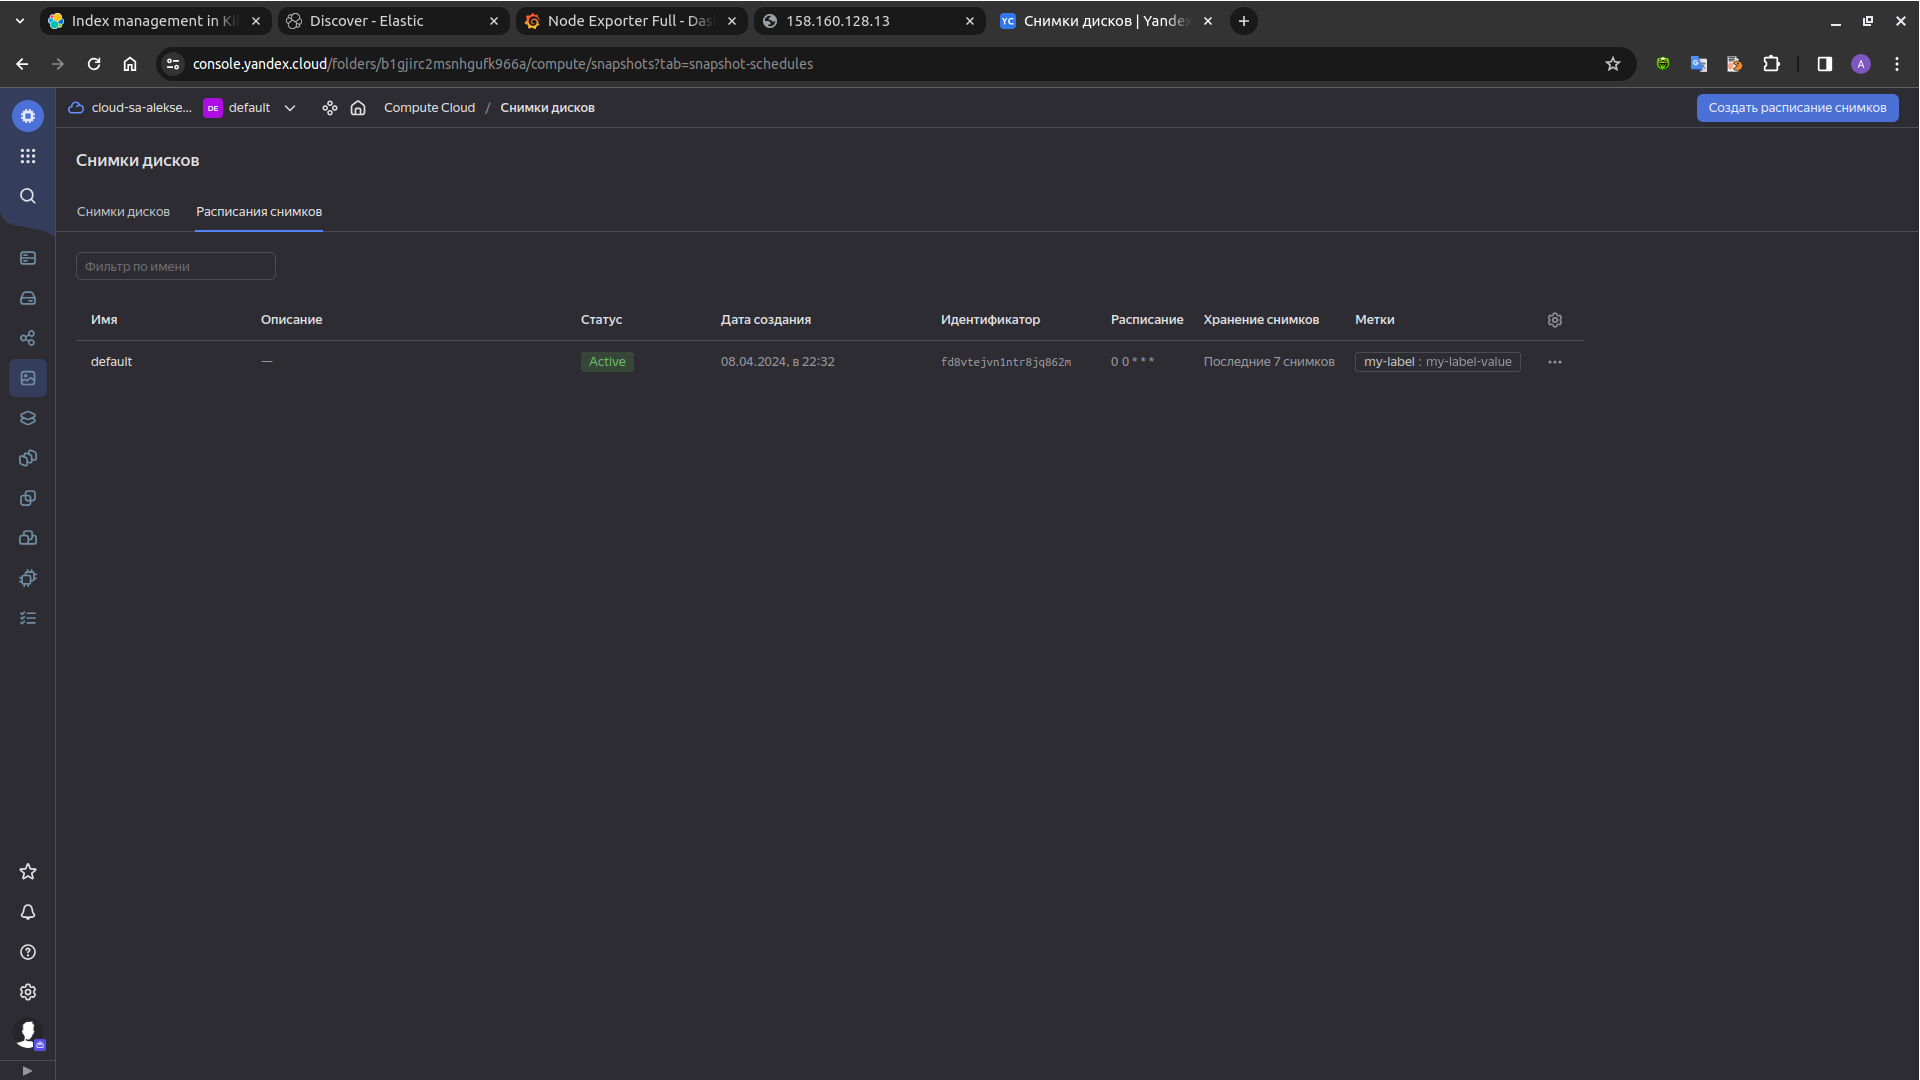 Index management in Ki
Discover - Elastic
Node Exporter Full - Das
158.160.128.13
YC
Снимки дисков | Yandex
console.yandex.cloud/folders/b1gjirc2msnhgufk966a/compute/snapshots?tab=snapshot-schedules
A
cloud-sa-alekse...
DE
default
Compute Cloud / Снимки дисков
Создать расписание снимков
Снимки дисков
Снимки дисков
Расписания снимков
Фильтр по имени
Имя Описание Статус Дата создания Идентификатор Расписание Хранение снимков Метки
default — Active 08.04.2024, в 22:32 fd8vtejvn1ntr8jq862m 0 0 * * * Последние 7 снимков my-label : my-label-value